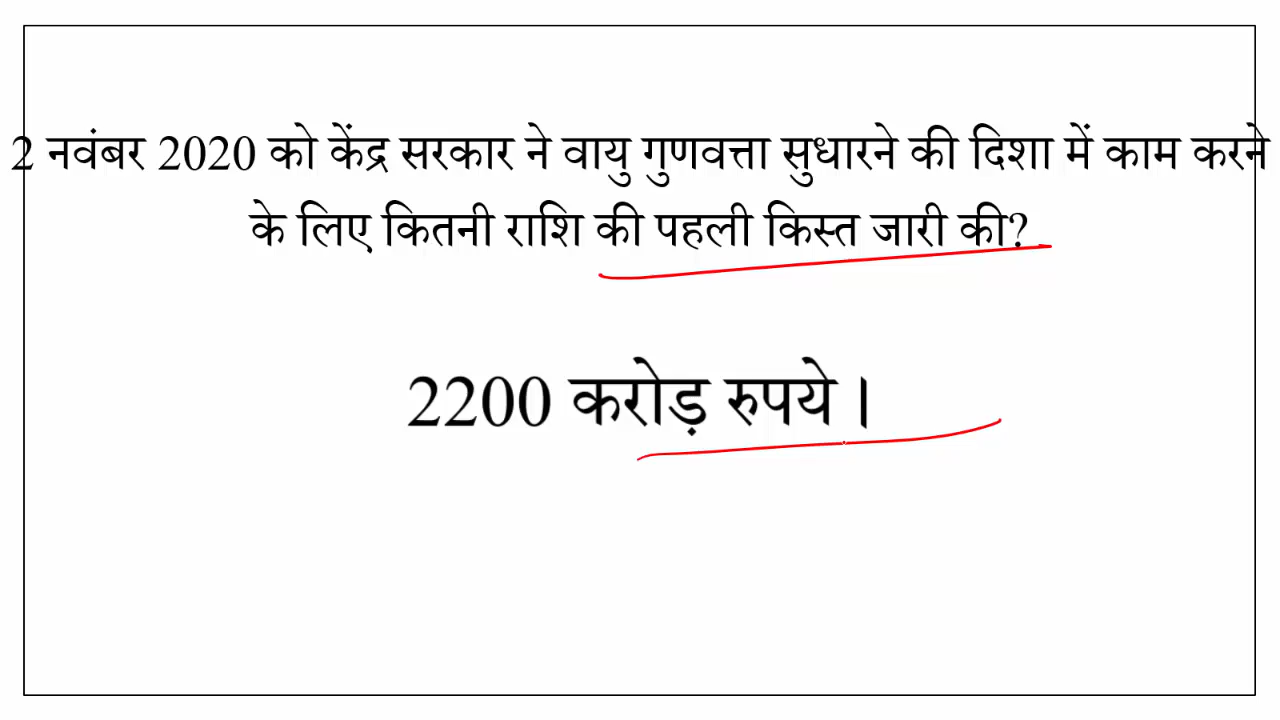 2 नवंबर 2020 को केंद्र सरकार ने वायु गुणवत्ता सुधारने की दिशा में काम करने
के लिए कितनी राशि की पहली किस्त जारी की?
2200 करोड़ रुपये।